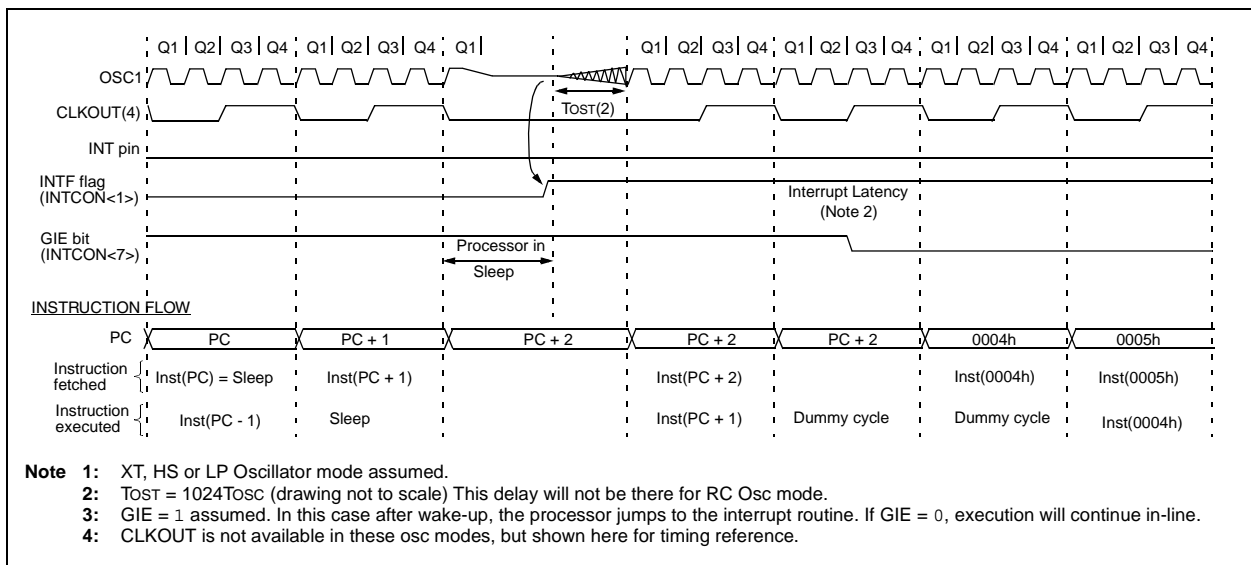 Q1 Q2 Q3 Q4 Q1 Q2 Q3 Q4 Q1 Q1 Q2 Q3 Q4 Q1 Q2 Q3 Q4 Q1 Q2 Q3 Q4 Q1 Q2 Q3 Q4
OSC1
CLKOUT(4)
TOST(2)
INT pin
INTF flag
(INTCON<1>)
Interrupt Latency
(Note 2)
GIE bit
(INTCON<7>)
Processor in
Sleep
INSTRUCTION FLOW
PC PC PC + 1 PC + 2 PC + 2 PC + 2 0004h 0005h
Instruction
fetched
Inst(PC) = Sleep Inst(PC + 1) Inst(PC + 2) Inst(0004h) Inst(0005h)
Instruction
executed
Inst(PC - 1) Sleep Inst(PC + 1) Dummy cycle Dummy cycle Inst(0004h)
Note 1: XT, HS or LP Oscillator mode assumed.
2: TOST = 1024TOSC (drawing not to scale) This delay will not be there for RC Osc mode.
3: GIE = 1 assumed. In this case after wake-up, the processor jumps to the interrupt routine. If GIE = 0, execution will continue in-line.
4: CLKOUT is not available in these osc modes, but shown here for timing reference.